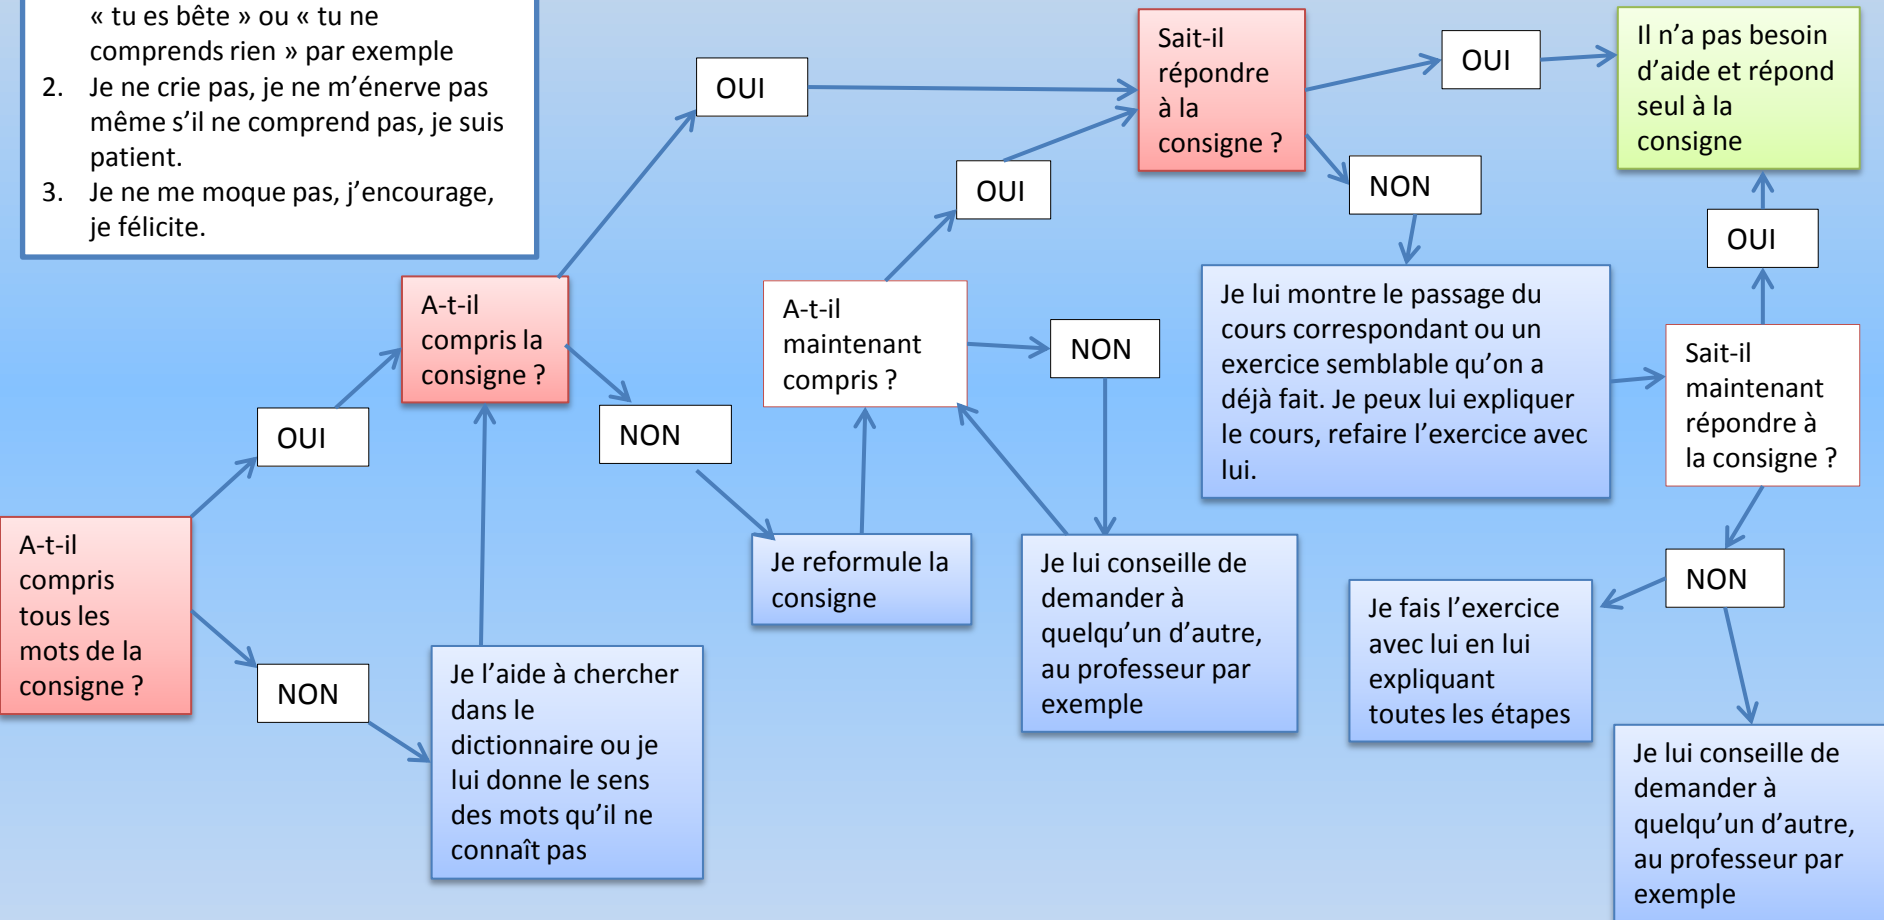 « tu es bête » ou « tu ne
comprends rien » par exemple
2. Je ne crie pas, je ne m’énerve pas
même s’il ne comprend pas, je suis
patient.
3. Je ne me moque pas, j’encourage,
je félicite.
A-t-il
compris
tous les
mots de la
consigne ?
OUI
NON
Je l’aide à chercher
dans le
dictionnaire ou je
lui donne le sens
des mots qu’il ne
connaît pas
A-t-il
compris la
consigne ?
OUI
NON
Je reformule la
consigne
A-t-il
maintenant
compris ?
OUI
NON
Je lui conseille de
demander à
quelqu’un d’autre,
au professeur par
exemple
Sait-il
répondre
à la
consigne ?
OUI
Il n’a pas besoin
d’aide et répond
seul à la
consigne
NON
Je lui montre le passage du
cours correspondant ou un
exercice semblable qu’on a
déjà fait. Je peux lui expliquer
le cours, refaire l’exercice avec
lui.
Sait-il
maintenant
répondre à
la consigne ?
OUI
NON
Je fais l’exercice
avec lui en lui
expliquant
toutes les étapes
Je lui conseille de
demander à
quelqu’un d’autre,
au professeur par
exemple